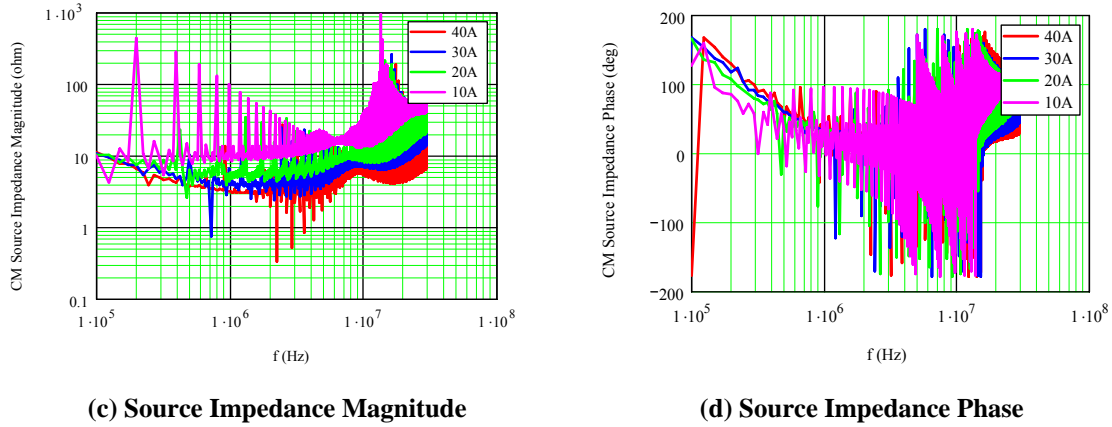 CM Source Impedance Magnitude (ohm)
1·10³
100
10
1
0.1
1·10⁵
1·10⁶
1·10⁷
1·10⁸
f (Hz)
40A
30A
20A
10A
(c) Source Impedance Magnitude
CM Source Impedance Phase (deg)
200
100
0
−100
−200
1·10⁵
1·10⁶
1·10⁷
1·10⁸
f (Hz)
40A
30A
20A
10A
(d) Source Impedance Phase